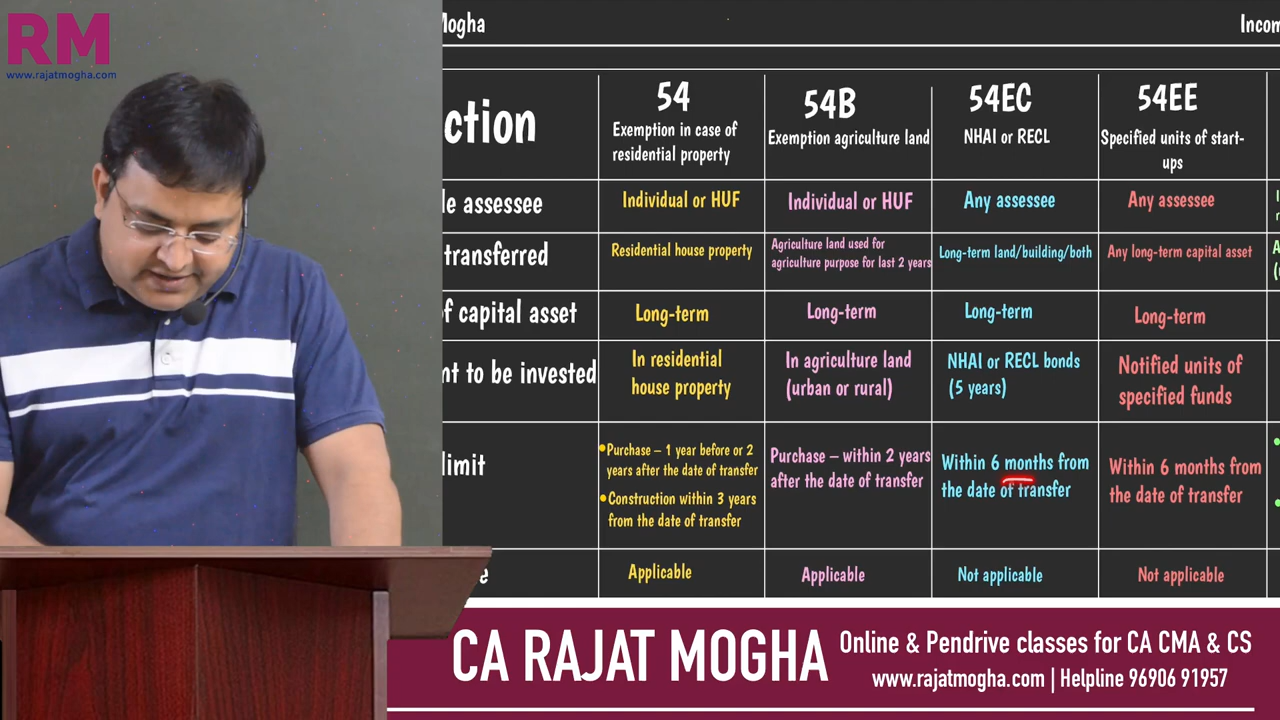 RM
www.rajatmogha.com
Mogha
Incom
ction
54
Exemption in case of
residential property
54B
Exemption agriculture land
54EC
NHAI or RECL
54EE
Specified units of start-
ups
le assessee
Individual or HUF
Individual or HUF
Any assessee
Any assessee
transferred
Residential house property
Agriculture land used for
agriculture purpose for last 2 years
Long-term land/building/both
Any long-term capital asset
f capital asset
Long-term
Long-term
Long-term
Long-term
nt to be invested
In residential
house property
In agriculture land
(urban or rural)
NHAI or RECL bonds
(5 years)
Notified units of
specified funds
limit
•Purchase – 1 year before or 2
years after the date of transfer
•Construction within 3 years
from the date of transfer
Purchase – within 2 years
after the date of transfer
Within 6 months from
the date of transfer
Within 6 months from
the date of transfer
e
Applicable
Applicable
Not applicable
Not applicable
CA RAJAT MOGHA
Online & Pendrive classes for CA CMA & CS
www.rajatmogha.com | Helpline 96906 91957